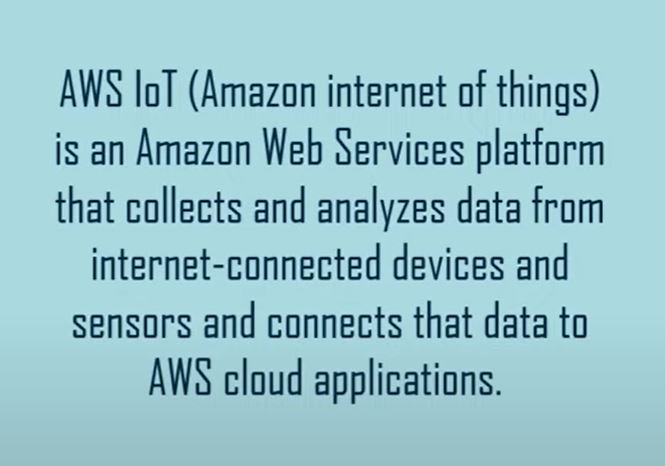 AWS IoT (Amazon internet of things)
is an Amazon Web Services platform
that collects and analyzes data from
internet-connected devices and
sensors and connects that data to
AWS cloud applications.